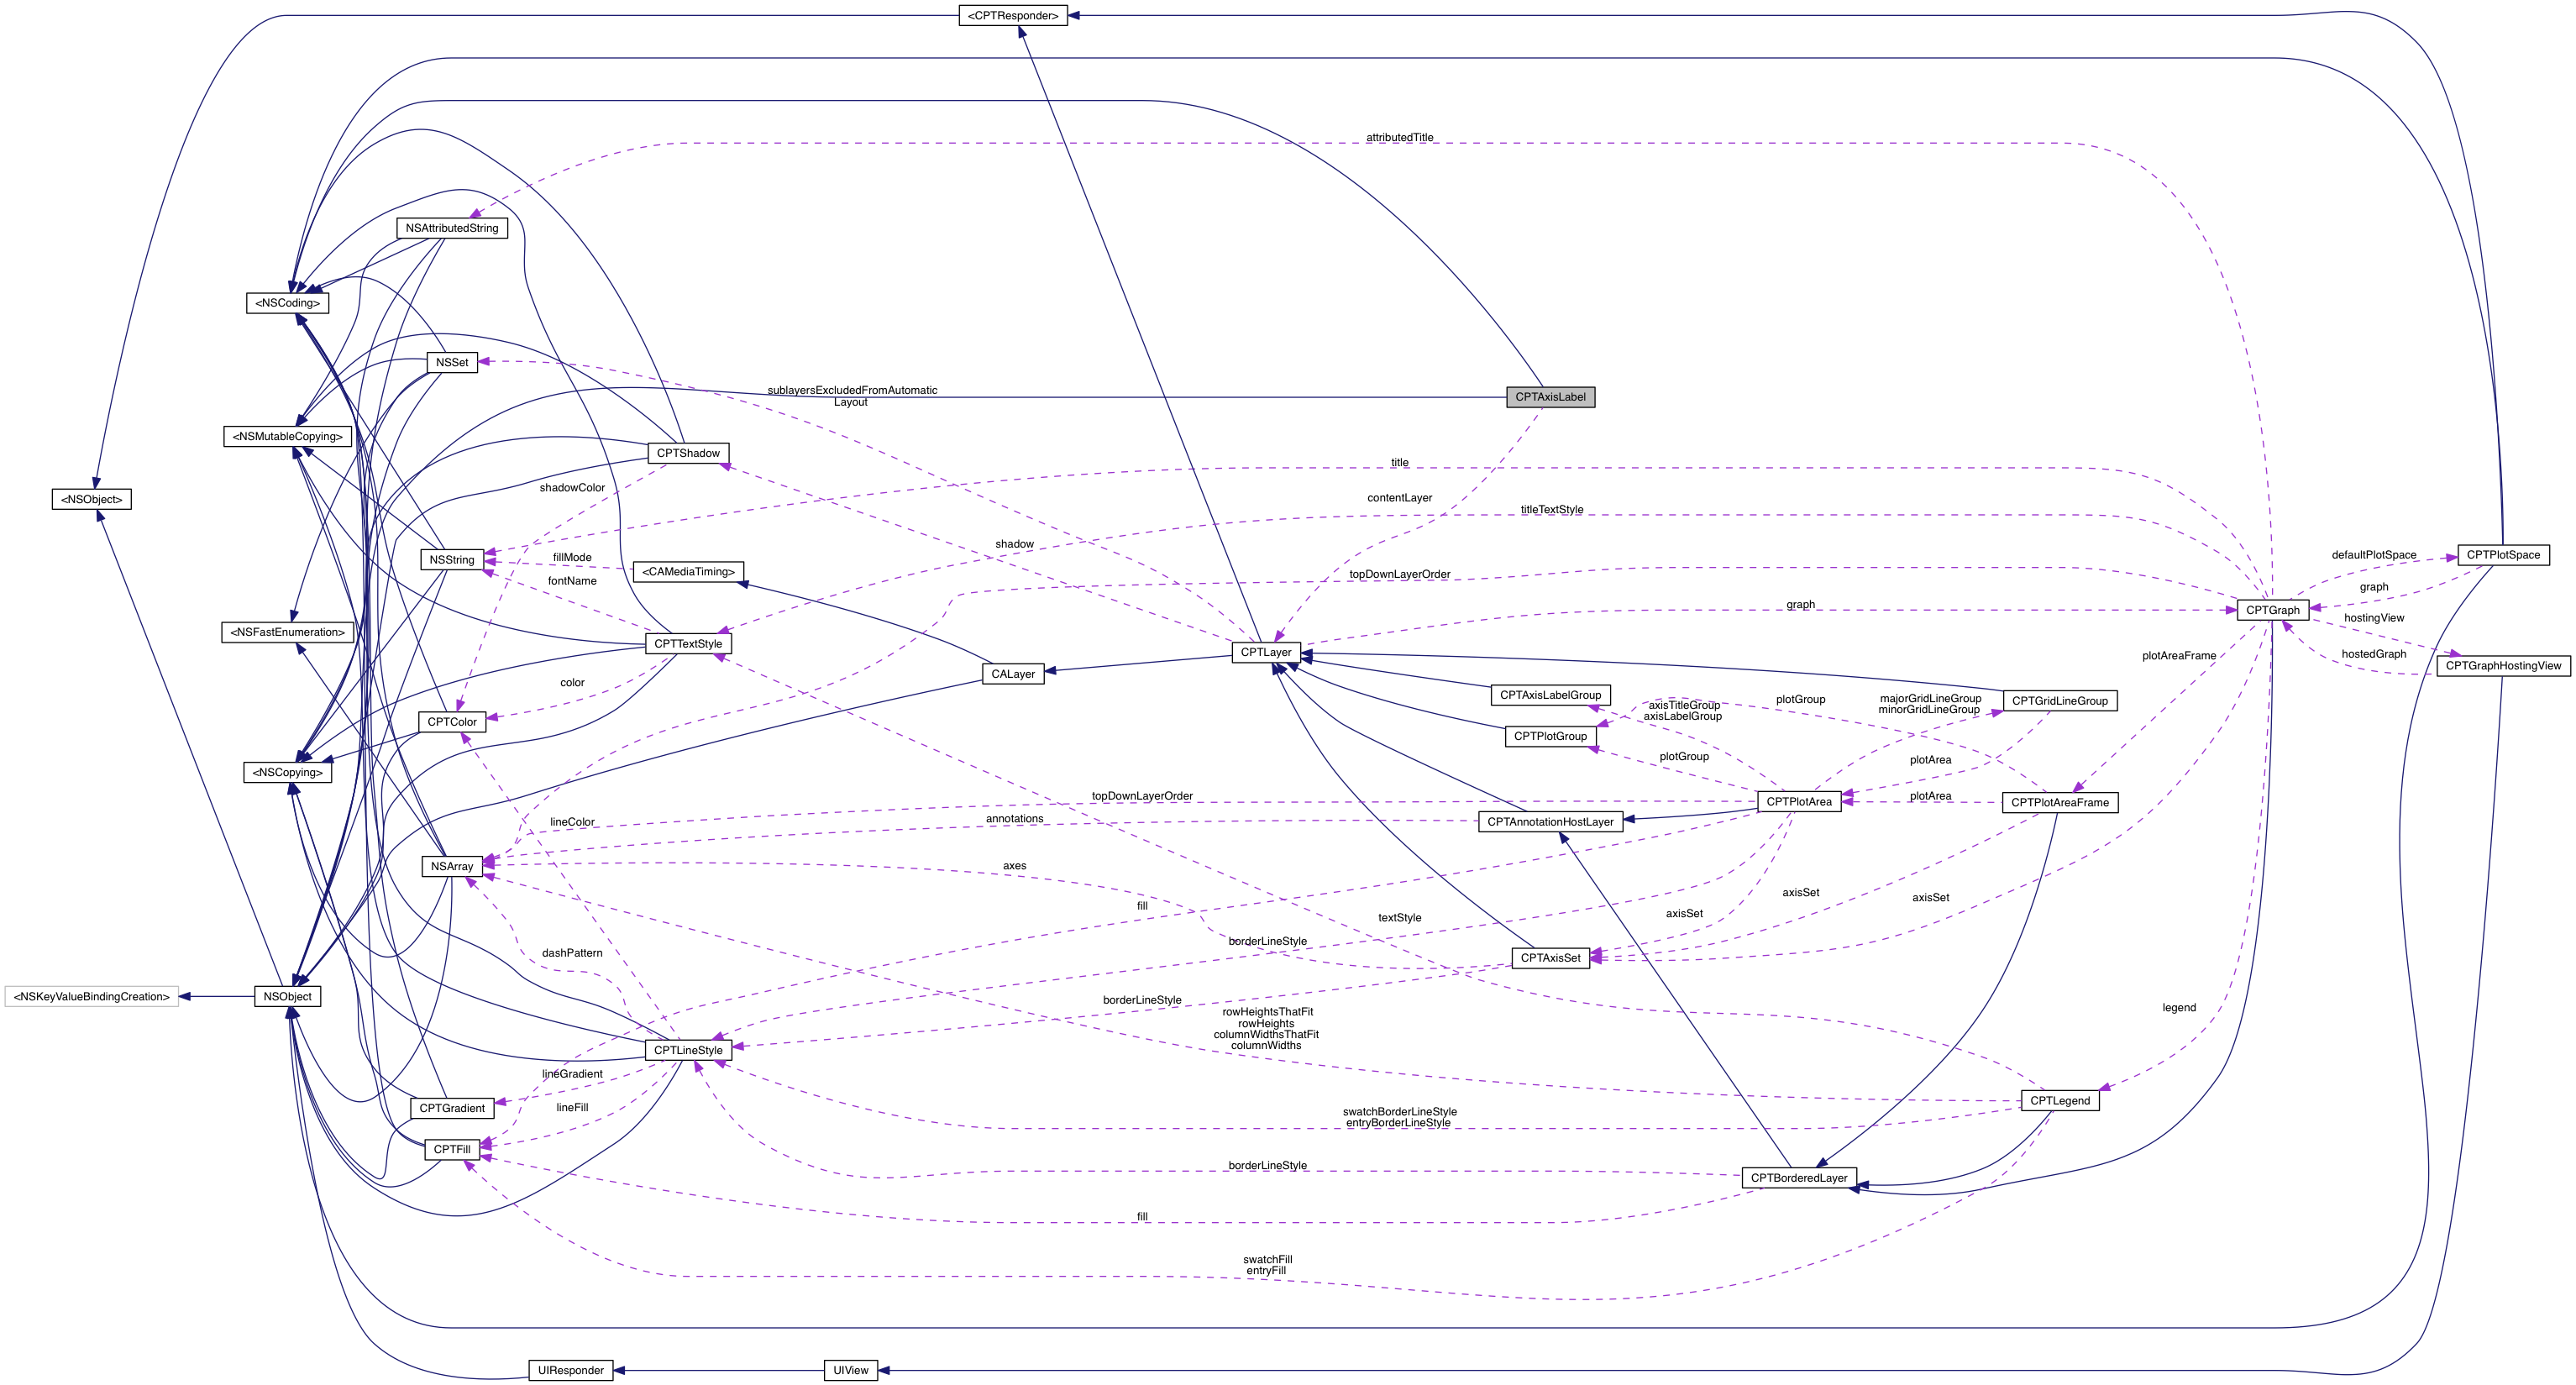 <CPTResponder>
attributedTitle
NSAttributedString
<NSCoding>
NSSet
sublayersExcludedFromAutomatic
Layout
CPTAxisLabel
<NSMutableCopying>
CPTShadow
title
shadowColor
<NSObject>
contentLayer
titleTextStyle
shadow
NSString
fillMode
<CAMediaTiming>
fontName
topDownLayerOrder
defaultPlotSpace
CPTPlotSpace
graph
graph
CPTGraph
hostingView
<NSFastEnumeration>
CPTTextStyle
CPTLayer
plotAreaFrame
hostedGraph
CPTGraphHostingView
CALayer
color
CPTAxisLabelGroup
axisTitleGroup
axisLabelGroup
plotGroup
majorGridLineGroup
minorGridLineGroup
CPTGridLineGroup
CPTColor
CPTPlotGroup
plotGroup
plotArea
<NSCopying>
topDownLayerOrder
CPTPlotArea
plotArea
CPTPlotAreaFrame
lineColor
annotations
CPTAnnotationHostLayer
NSArray
axes
fill
textStyle
axisSet
axisSet
axisSet
borderLineStyle
dashPattern
CPTAxisSet
<NSKeyValueBindingCreation>
NSObject
borderLineStyle
rowHeightsThatFit
rowHeights
columnWidthsThatFit
columnWidths
legend
CPTLineStyle
lineGradient
CPTGradient
lineFill
swatchBorderLineStyle
entryBorderLineStyle
CPTLegend
CPTFill
borderLineStyle
CPTBorderedLayer
fill
swatchFill
entryFill
UIResponder
UIView